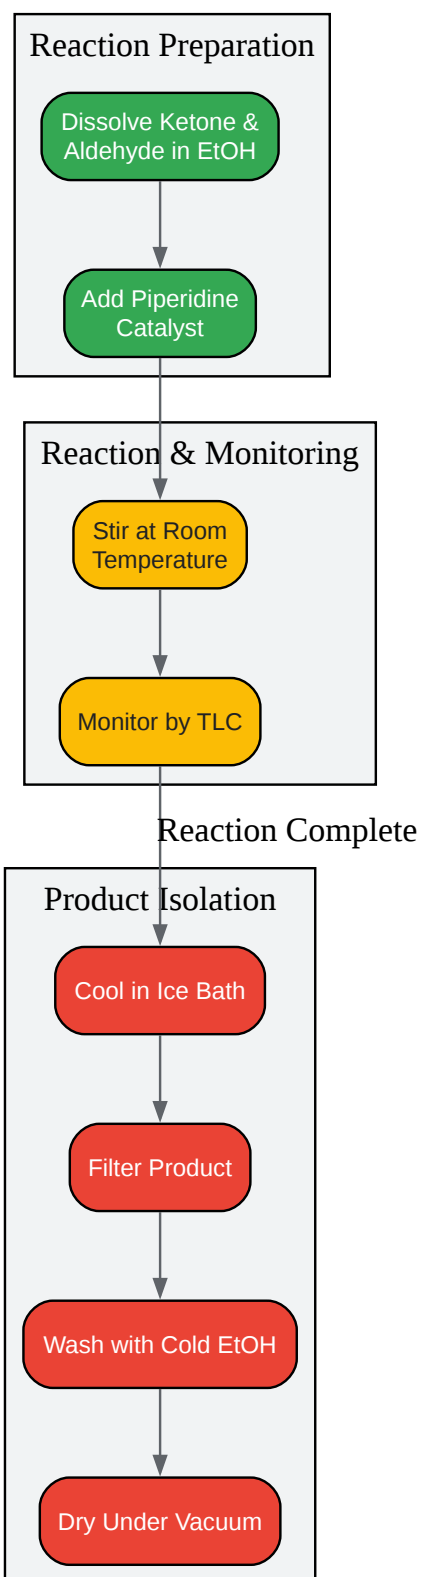 Reaction Preparation
Dissolve Ketone &
Aldehyde in EtOH
Add Piperidine
Catalyst
Reaction & Monitoring
Stir at Room
Temperature
Monitor by TLC
Reaction Complete
Product Isolation
Cool in Ice Bath
Filter Product
Wash with Cold EtOH
Dry Under Vacuum